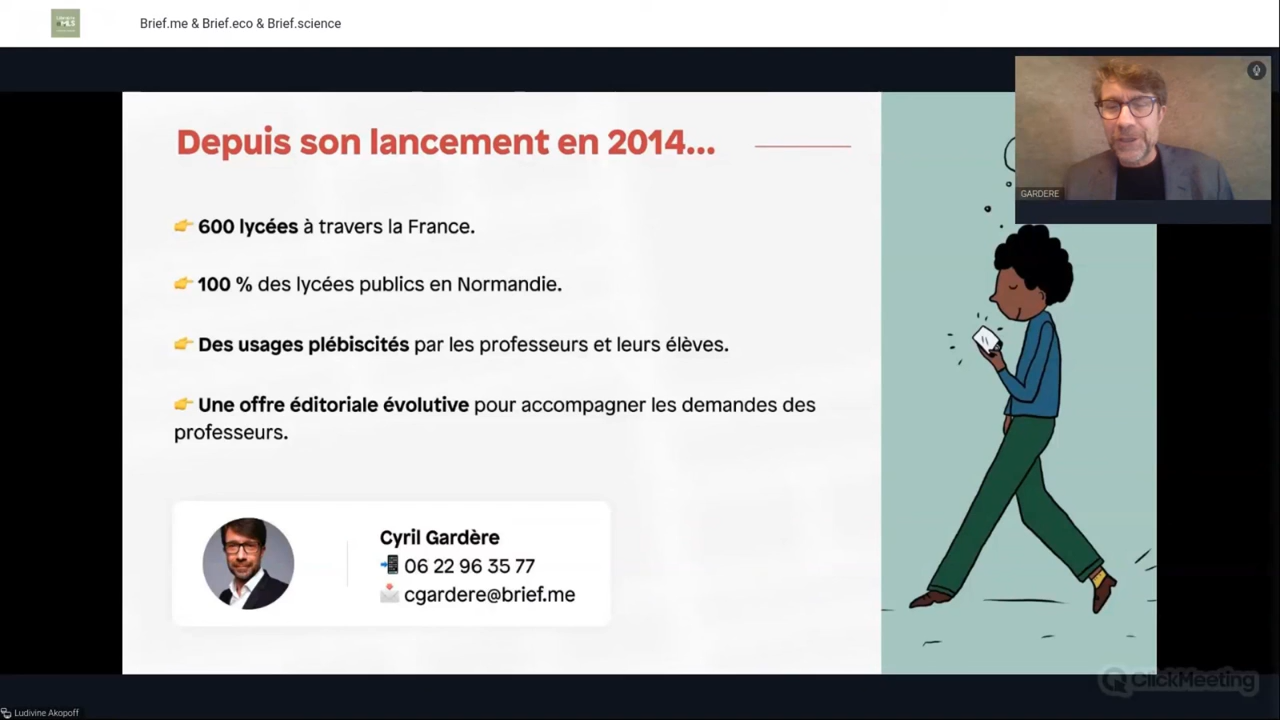 Brief.me & Brief.eco & Brief.science
GARDERE
Depuis son lancement en 2014...
👉 600 lycées à travers la France.
👉 100 % des lycées publics en Normandie.
👉 Des usages plébiscités par les professeurs et leurs élèves.
👉 Une offre éditoriale évolutive pour accompagner les demandes des
professeurs.
Cyril Gardère
📲 06 22 96 35 77
📩 cgardere@brief.me
ClickMeeting
Ludivine Akopoff